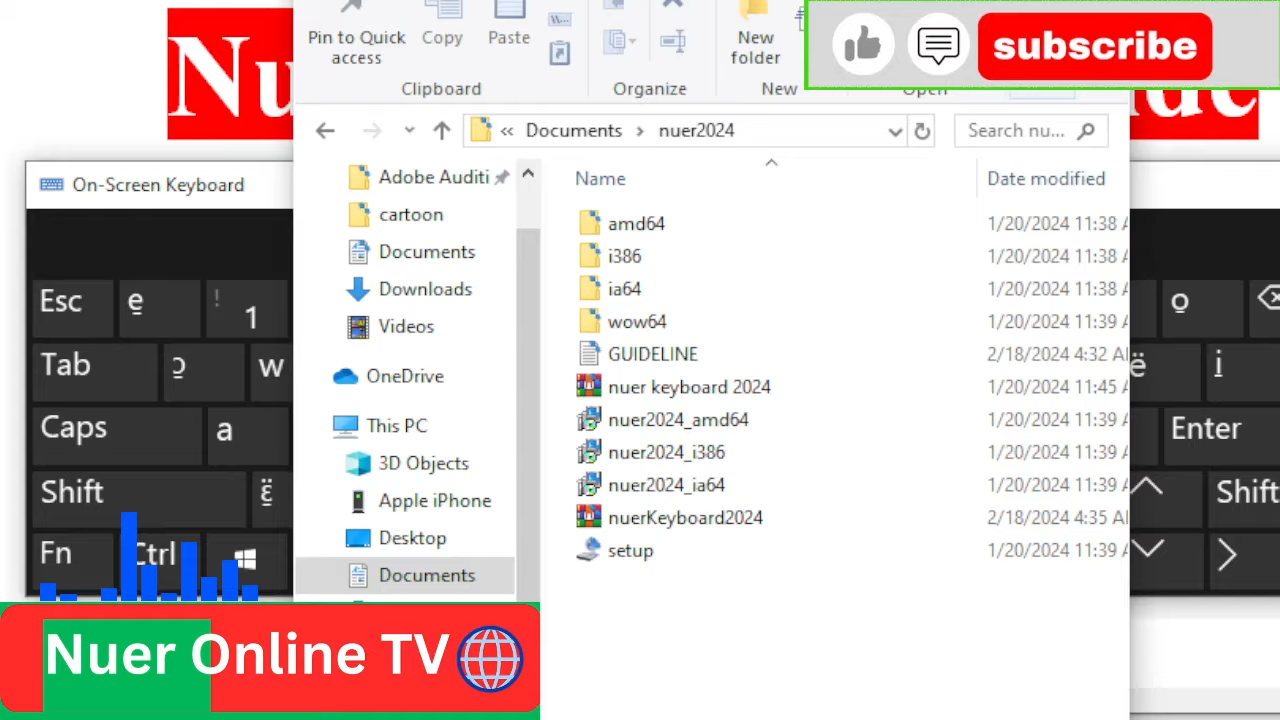 Nu
Pin to Quick
access
Copy
Paste
New
folder
Clipboard
Organize
New
Open
subscribe
Documents
nuer2024
Search nu...
On-Screen Keyboard
Adobe Auditi
cartoon
Documents
Downloads
Videos
OneDrive
This PC
3D Objects
Apple iPhone
Desktop
Documents
Name
Date modified
amd64 1/20/2024 11:38
i386 1/20/2024 11:38
ia64 1/20/2024 11:38
wow64 1/20/2024 11:39
GUIDELINE 2/18/2024 4:32
nuer keyboard 2024 1/20/2024 11:45
nuer2024_amd64 1/20/2024 11:39
nuer2024_i386 1/20/2024 11:39
nuer2024_ia64 1/20/2024 11:39
nuerKeyboard2024 2/18/2024 4:35
setup 1/20/2024 11:39
Esc e̱ ! 1 o̱
Tab ɔ̱ w ë i̱
Caps a Enter
Shift ɛ̱̈ Shift
Fn Ctrl
Nuer Online TV